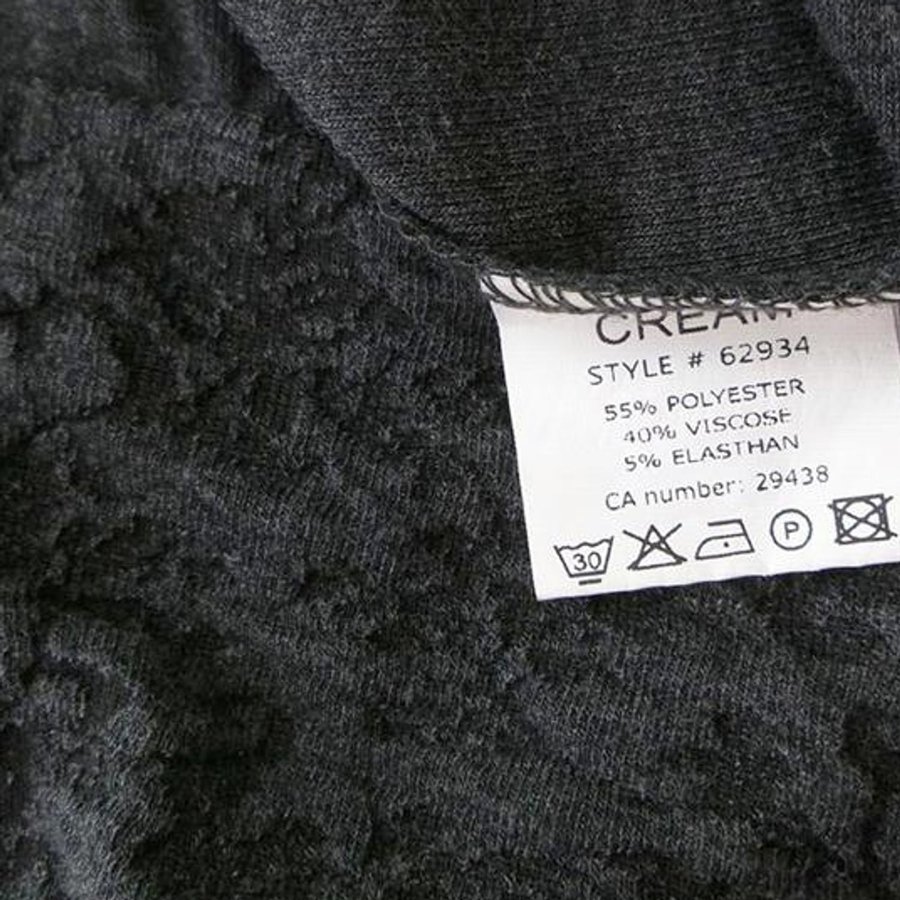 CREAM
STYLE # 62934
55% POLYESTER
40% VISCOSE
5% ELASTHAN
CA number: 29438
30 P